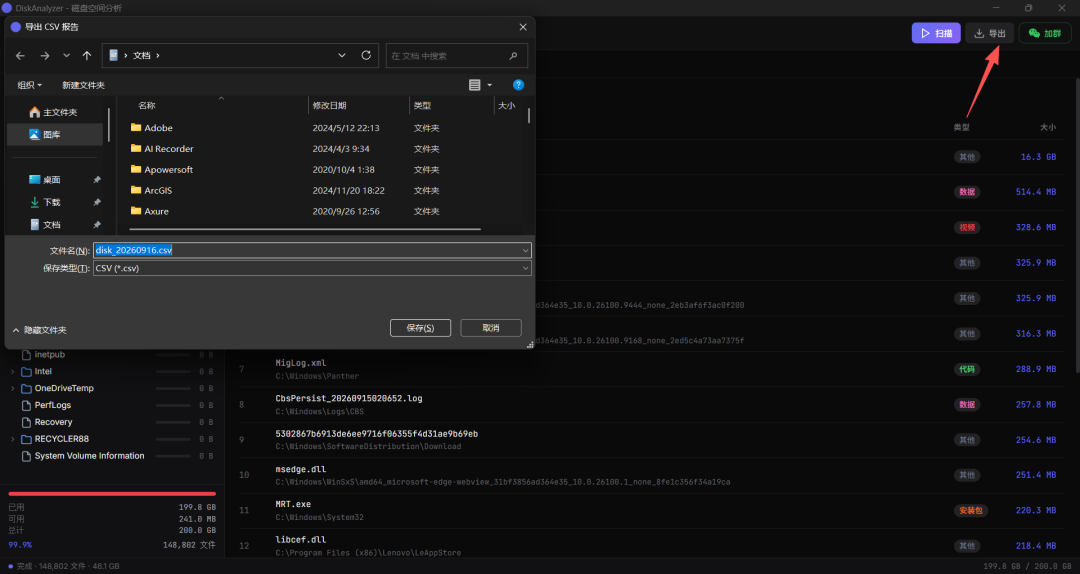 DiskAnalyzer - 磁盘空间分析
导出 CSV 报告
文档
在 文档 中搜索
扫描
导出
加群
组织
新建文件夹
主文件夹
图库
桌面
下载
文档
名称 修改日期 类型 大小
Adobe 2024/5/12 22:13 文件夹
AI Recorder 2024/4/3 9:34 文件夹
Apowersoft 2020/10/4 1:38 文件夹
ArcGIS 2024/11/20 18:22 文件夹
Axure 2020/9/26 12:56 文件夹
文件名(N): disk_20260916.csv
保存类型(T): CSV (*.csv)
隐藏文件夹
保存(S)
取消
类型 大小
其他 16.3 GB
数据 514.4 MB
视频 328.6 MB
其他 325.9 MB
其他 325.9 MB
d364e35_10.0.26100.9444_none_2eb3af6f3ac0f200
其他 316.3 MB
d364e35_10.0.26100.9168_none_2ed5c4a73aa7375f
7 MigLog.xml 代码 288.9 MB
C:\Windows\Panther
8 CbsPersist_20260915020652.log 数据 257.8 MB
C:\Windows\Logs\CBS
9 5302867b6913de6ee9716f06355f4d31ae9b69eb 其他 254.6 MB
C:\Windows\SoftwareDistribution\Download
10 msedge.dll 其他 251.4 MB
C:\Windows\WinSxS\amd64_microsoft-edge-webview_31bf3856ad364e35_10.0.26100.1_none_8fe1c356f34a19ca
11 MRT.exe 安装包 220.3 MB
C:\Windows\System32
12 libcef.dll 其他 218.4 MB
C:\Program Files (x86)\Lenovo\LeAppStore
inetpub 0 B
Intel 0 B
OneDriveTemp 0 B
PerfLogs 0 B
Recovery 0 B
RECYCLER88 0 B
System Volume Information 0 B
已用 199.8 GB
可用 241.0 MB
总计 200.0 GB
99.9% 148,802 文件
完成 · 148,802 文件 · 46.1 GB
199.8 GB / 200.0 GB